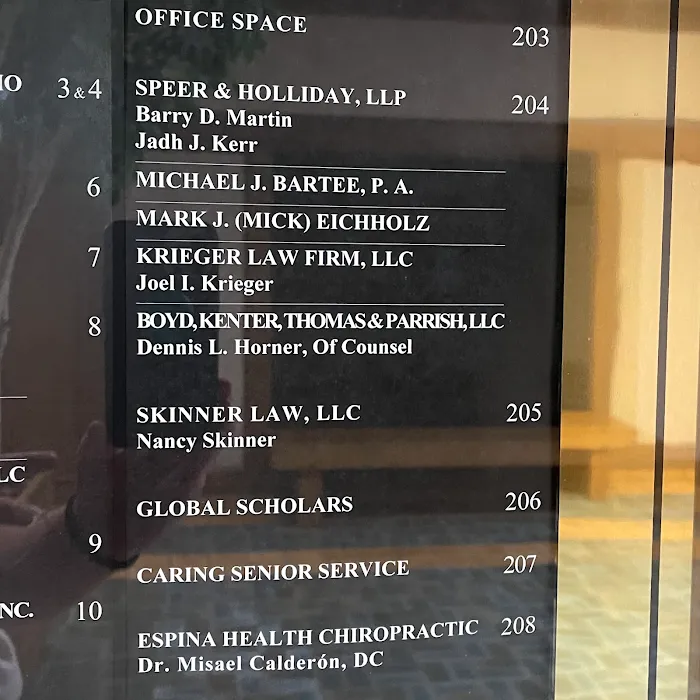 OFFICE SPACE 203
3 & 4
SPEER & HOLLIDAY, LLP 204
Barry D. Martin
Jadh J. Kerr
6
MICHAEL J. BARTEE, P. A.
MARK J. (MICK) EICHHOLZ
7
KRIEGER LAW FIRM, LLC
Joel I. Krieger
8
BOYD, KENTER, THOMAS & PARRISH, LLC
Dennis L. Horner, Of Counsel
SKINNER LAW, LLC 205
Nancy Skinner
GLOBAL SCHOLARS 206
9
CARING SENIOR SERVICE 207
10
ESPINA HEALTH CHIROPRACTIC 208
Dr. Misael Calderón, DC